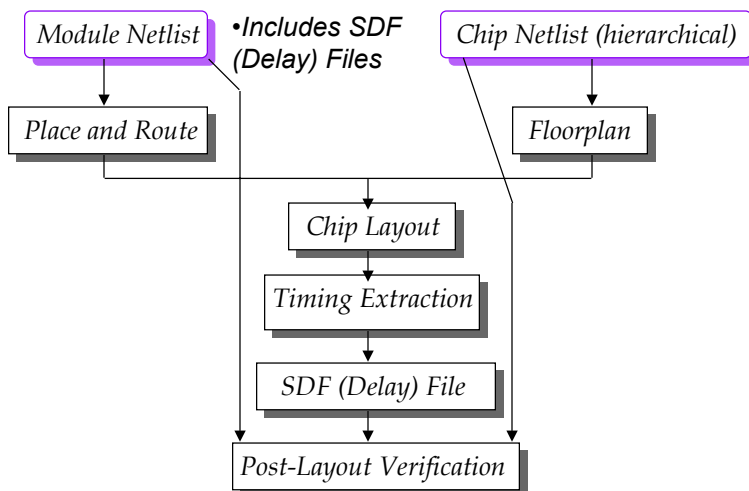 Module Netlist
•Includes SDF
(Delay) Files
Chip Netlist (hierarchical)
Place and Route
Floorplan
Chip Layout
Timing Extraction
SDF (Delay) File
Post-Layout Verification